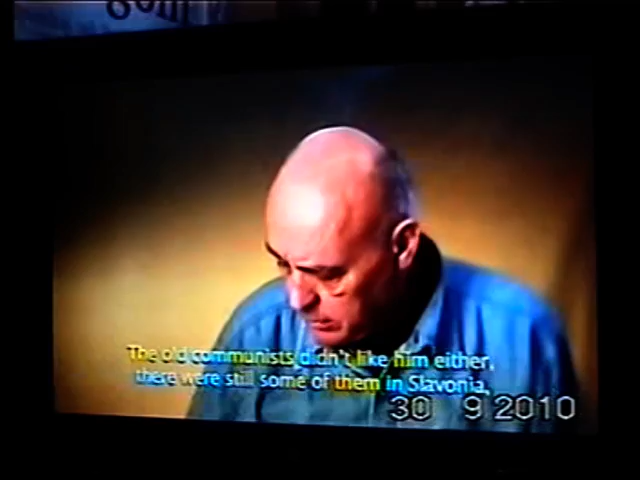 The old communists didn't like him either,
there were still some of them in Slavonia,
30 9 2010